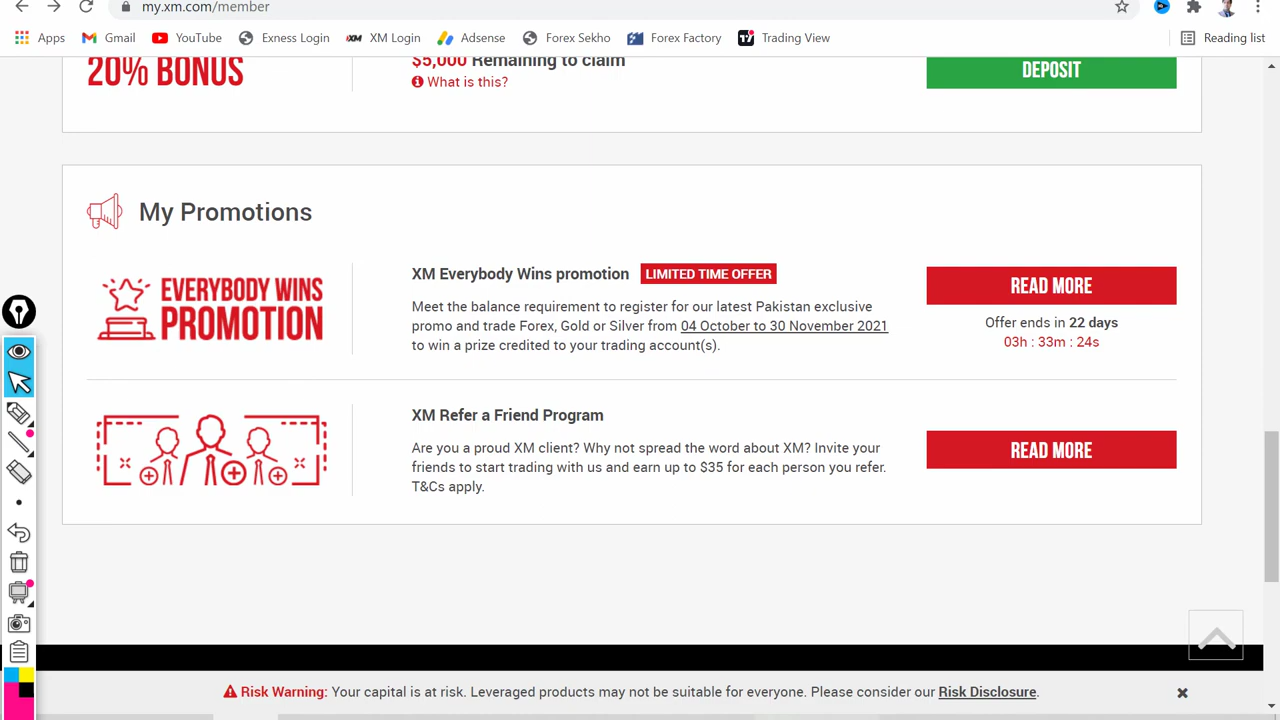 my.xm.com/member
Apps Gmail YouTube Exness Login XM XM Login Adsense Forex Sekho Forex Factory Trading View Reading list
20% BONUS
$5,000 Remaining to claim
What is this?
DEPOSIT
My Promotions
EVERYBODY WINS
PROMOTION
XM Everybody Wins promotion LIMITED TIME OFFER
Meet the balance requirement to register for our latest Pakistan exclusive
promo and trade Forex, Gold or Silver from 04 October to 30 November 2021
to win a prize credited to your trading account(s).
READ MORE
Offer ends in 22 days
03h : 33m : 24s
XM Refer a Friend Program
Are you a proud XM client? Why not spread the word about XM? Invite your
friends to start trading with us and earn up to $35 for each person you refer.
T&Cs apply.
READ MORE
Risk Warning: Your capital is at risk. Leveraged products may not be suitable for everyone. Please consider our Risk Disclosure.